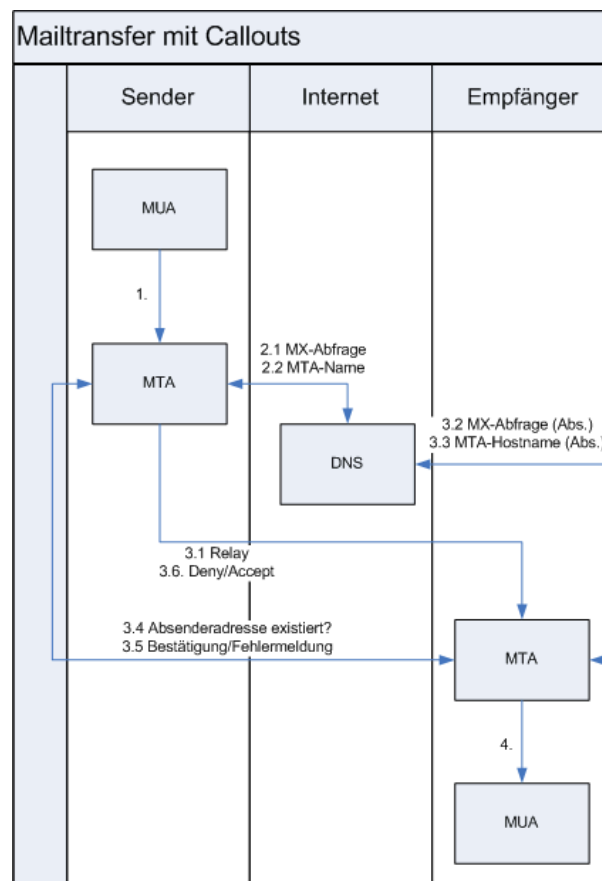 Mailtransfer mit Callouts
Sender
Internet
Empfänger
MUA
1.
MTA
2.1 MX-Abfrage
2.2 MTA-Name
DNS
3.2 MX-Abfrage (Abs.)
3.3 MTA-Hostname (Abs.)
3.1 Relay
3.6. Deny/Accept
3.4 Absenderadresse existiert?
3.5 Bestätigung/Fehlermeldung
MTA
4.
MUA